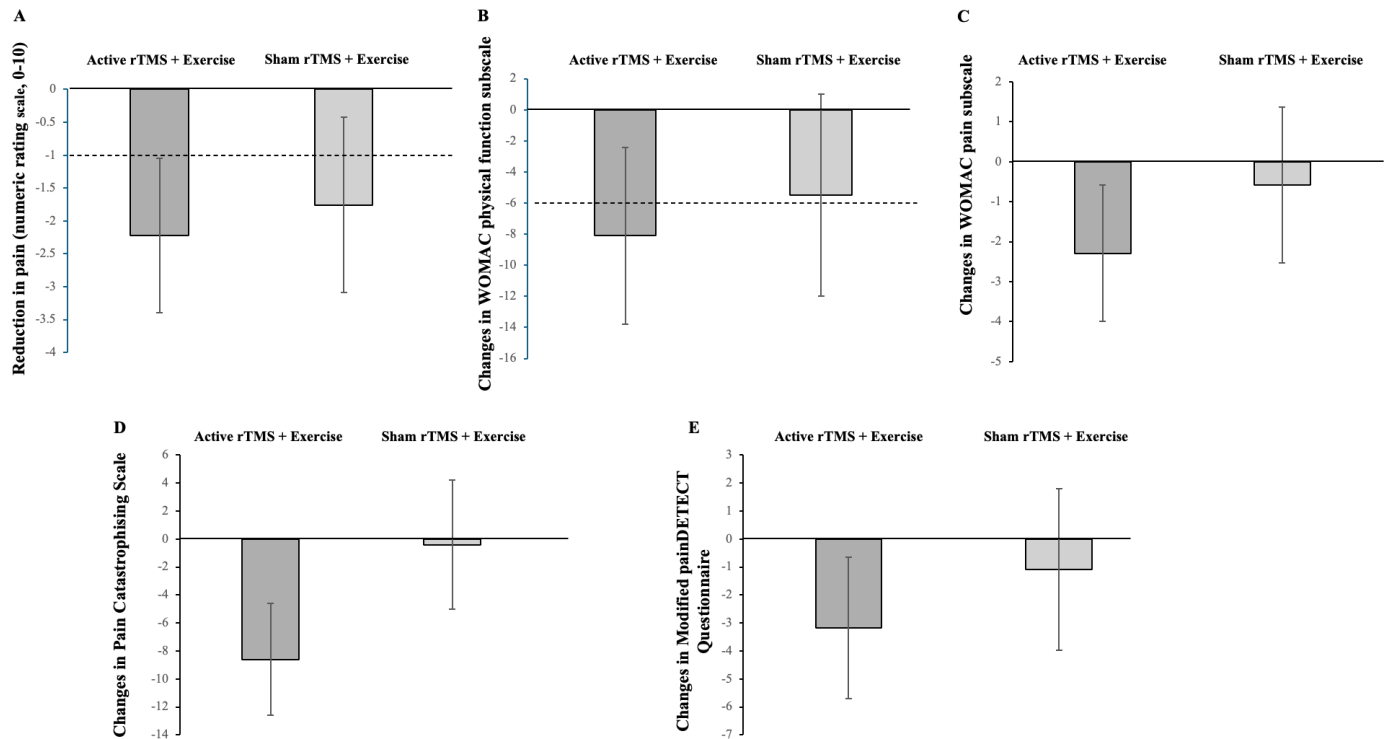 A
Reduction in pain (numeric rating scale, 0-10)
Active rTMS + Exercise
Sham rTMS + Exercise
0
-0.5
-1
-1.5
-2
-2.5
-3
-3.5
-4
B
Changes in WOMAC physical function subscale
Active rTMS + Exercise
Sham rTMS + Exercise
2
0
-2
-4
-6
-8
-10
-12
-14
-16
C
Changes in WOMAC pain subscale
Active rTMS + Exercise
Sham rTMS + Exercise
2
1
0
-1
-2
-3
-4
-5
D
Changes in Pain Catastrophising Scale
Active rTMS + Exercise
Sham rTMS + Exercise
6
4
2
0
-2
-4
-6
-8
-10
-12
-14
E
Changes in Modified painDETECT
Questionnaire
Active rTMS + Exercise
Sham rTMS + Exercise
3
2
1
0
-1
-2
-3
-4
-5
-6
-7